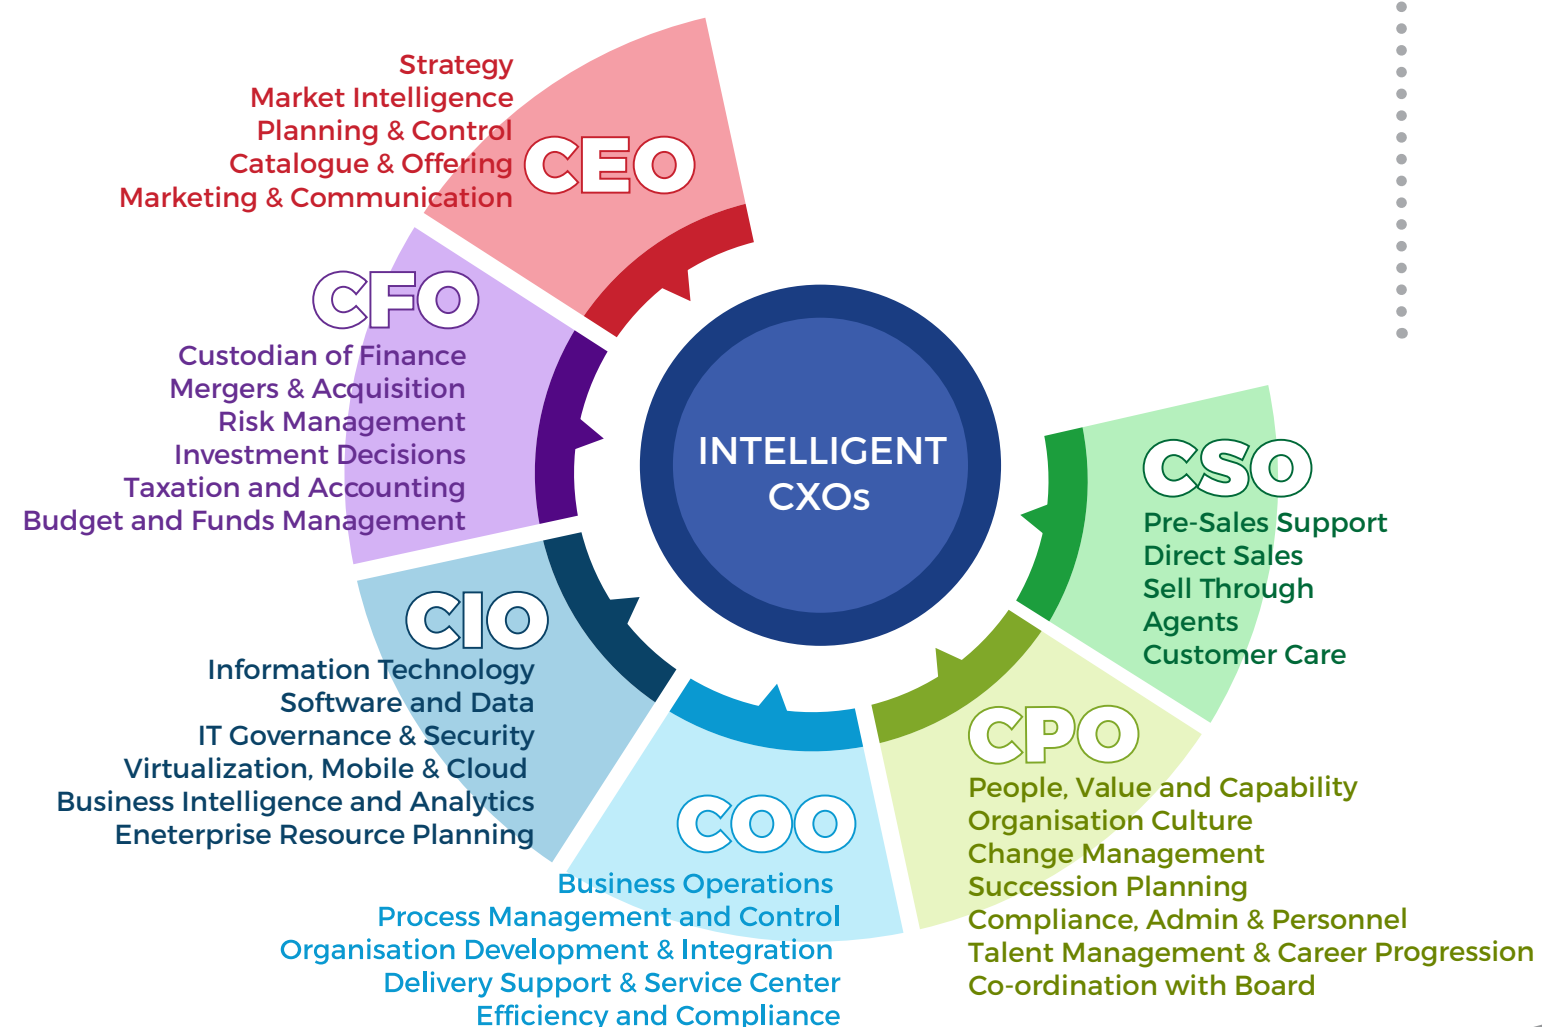 Strategy
Market Intelligence
Planning & Control
Catalogue & Offering
Marketing & Communication
CEO
CFO
Custodian of Finance
Mergers & Acquisition
Risk Management
Investment Decisions
Taxation and Accounting
Budget and Funds Management
CIO
Information Technology
Software and Data
IT Governance & Security
Virtualization, Mobile & Cloud
Business Intelligence and Analytics
Eneterprise Resource Planning
COO
Business Operations
Process Management and Control
Organisation Development & Integration
Delivery Support & Service Center
Efficiency and Compliance
CPO
People, Value and Capability
Organisation Culture
Change Management
Succession Planning
Compliance, Admin & Personnel
Talent Management & Career Progression
Co-ordination with Board
CSO
Pre-Sales Support
Direct Sales
Sell Through
Agents
Customer Care
INTELLIGENT
CXOs